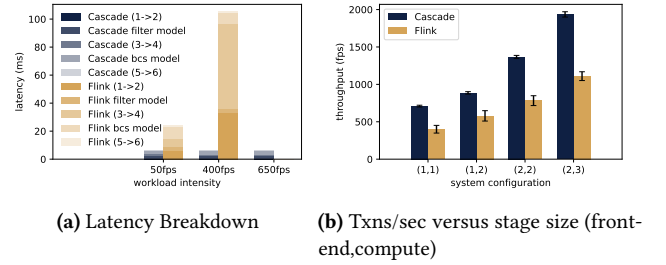 Cascade (1->2)
Cascade filter model
Cascade (3->4)
Cascade bcs model
Cascade (5->6)
Flink (1->2)
Flink filter model
Flink (3->4)
Flink bcs model
Flink (5->6)
latency (ms)
100
80
60
40
20
0
50fps 400fps 650fps
workload intensity
(a) Latency Breakdown
Cascade
Flink
throughput (fps)
2000
1500
1000
500
0
(1,1) (1,2) (2,2) (2,3)
system configuration
(b) Txns/sec versus stage size (front-
end,compute)